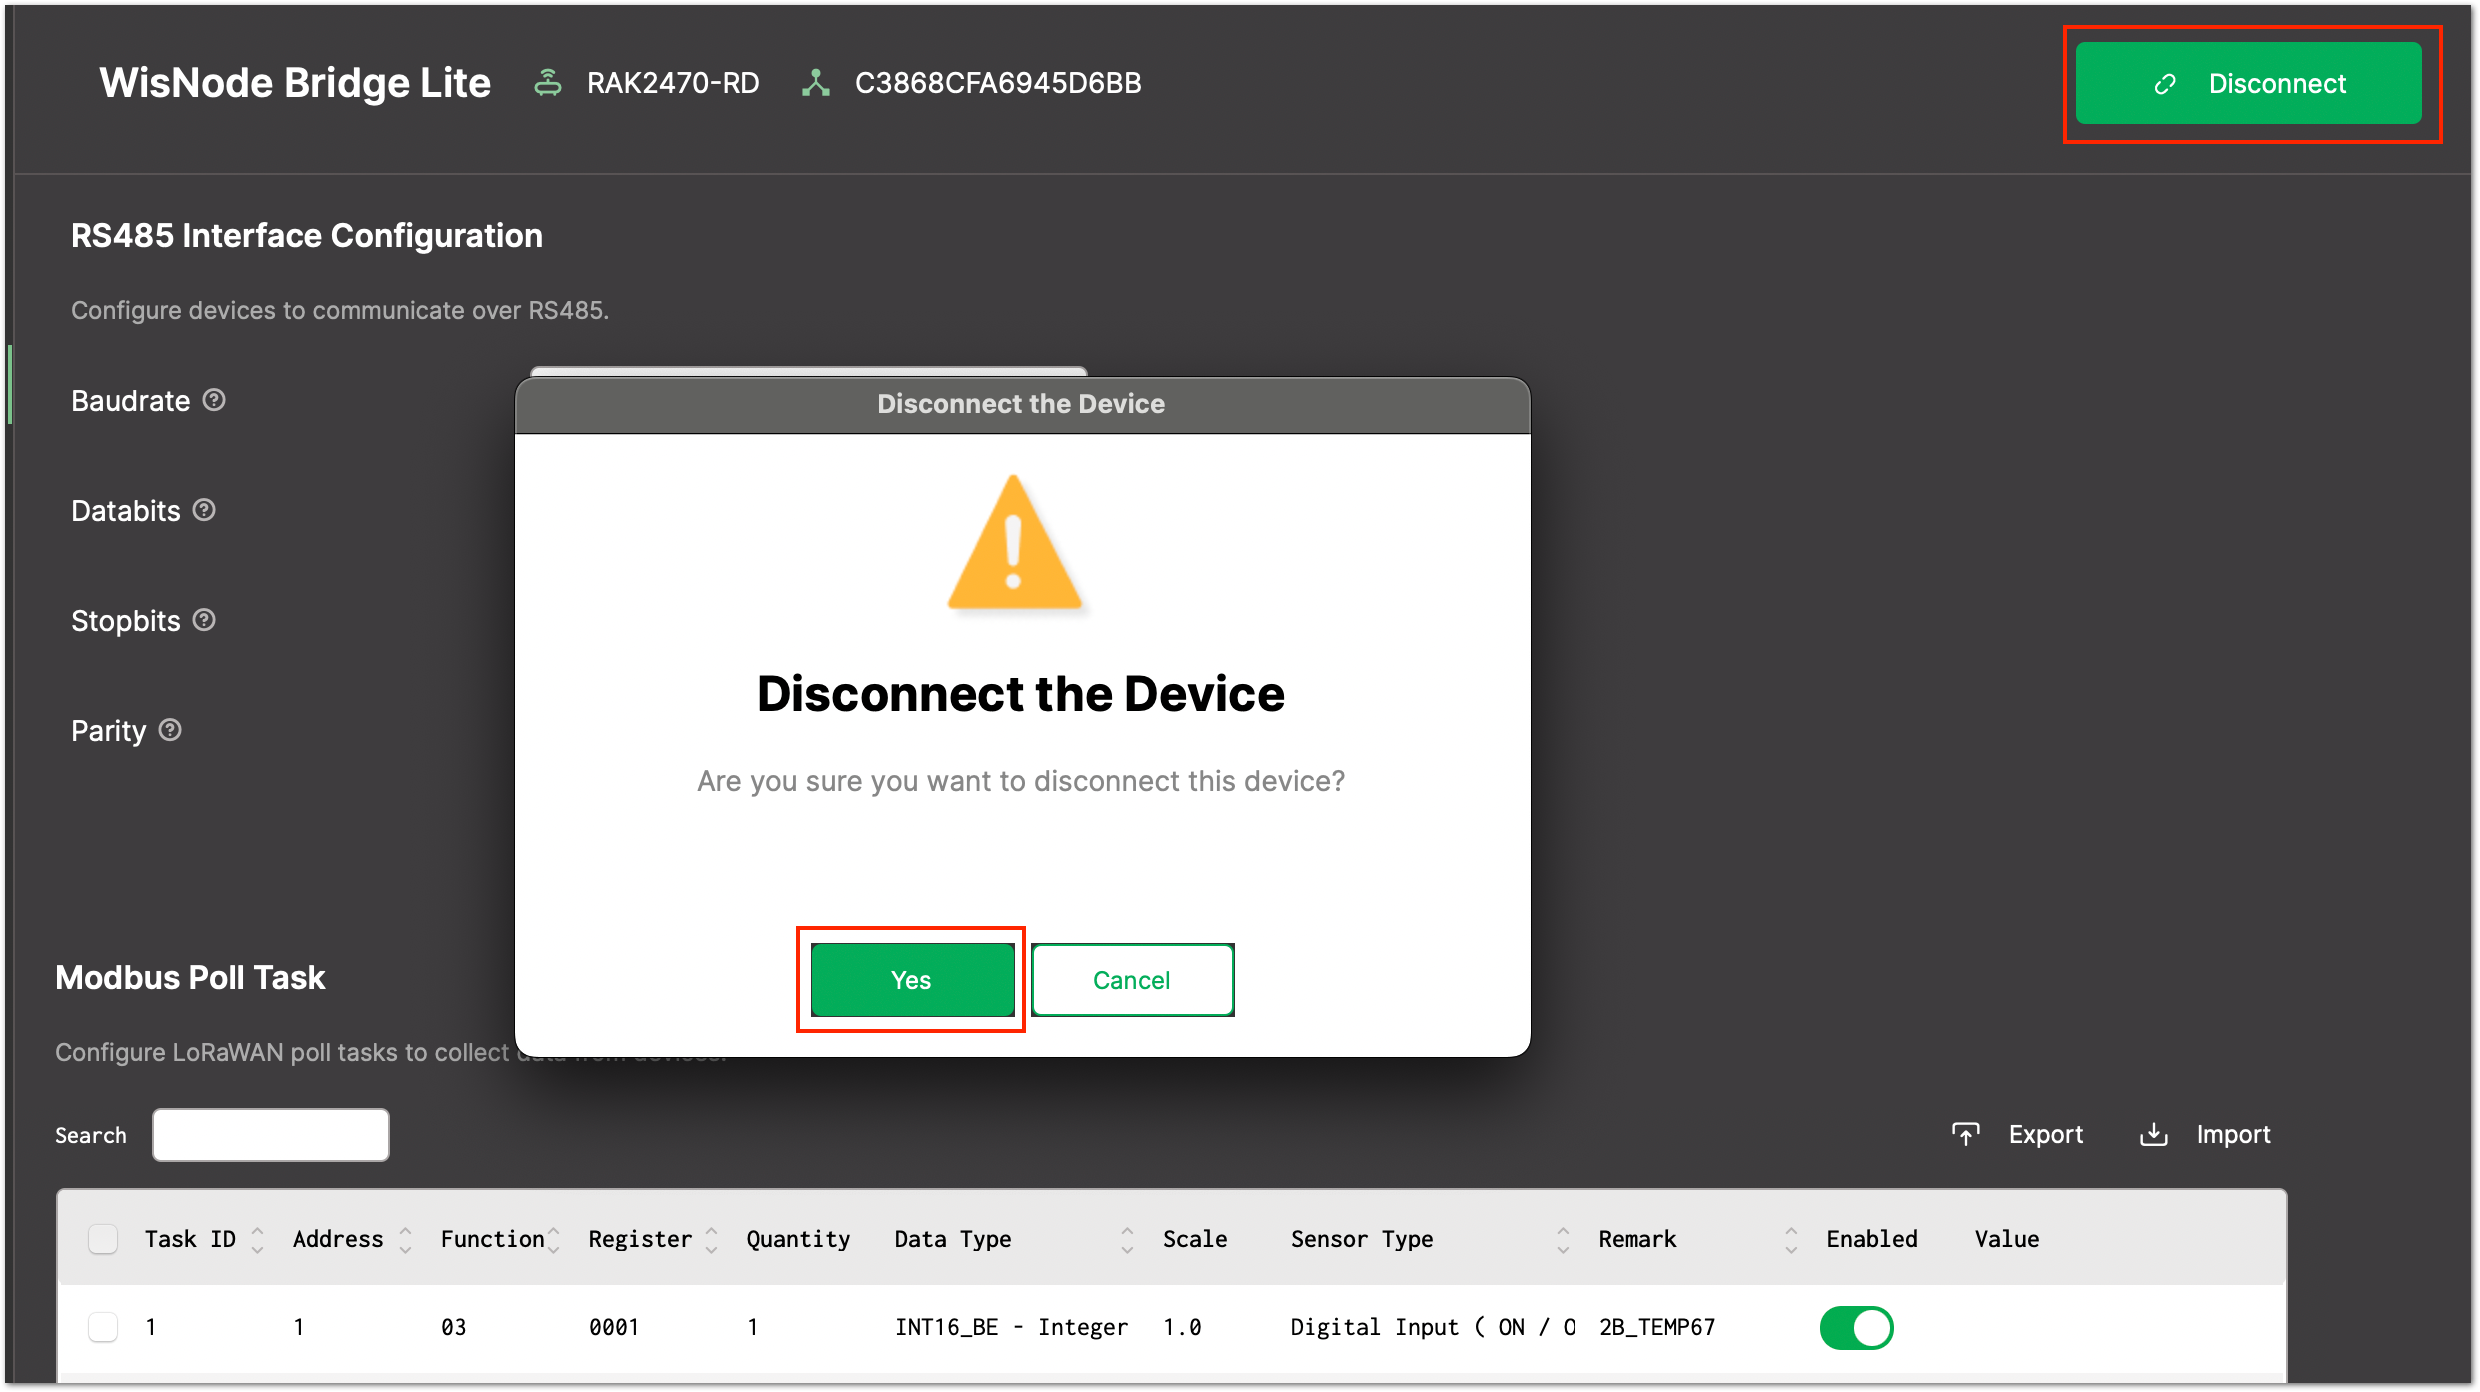 WisNode Bridge Lite RAK2470-RD C3868CFA6945D6BB Disconnect
RS485 Interface Configuration
Configure devices to communicate over RS485.
Baudrate
Databits
Stopbits
Parity
Disconnect the Device
Disconnect the Device
Are you sure you want to disconnect this device?
Yes Cancel
Modbus Poll Task
Configure LoRaWAN poll tasks to collect data from devices.
Search Export Import
Task ID Address Function Register Quantity Data Type Scale Sensor Type Remark Enabled Value
1 1 03 0001 1 INT16_BE - Integer 1.0 Digital Input ( ON / O 2B_TEMP67